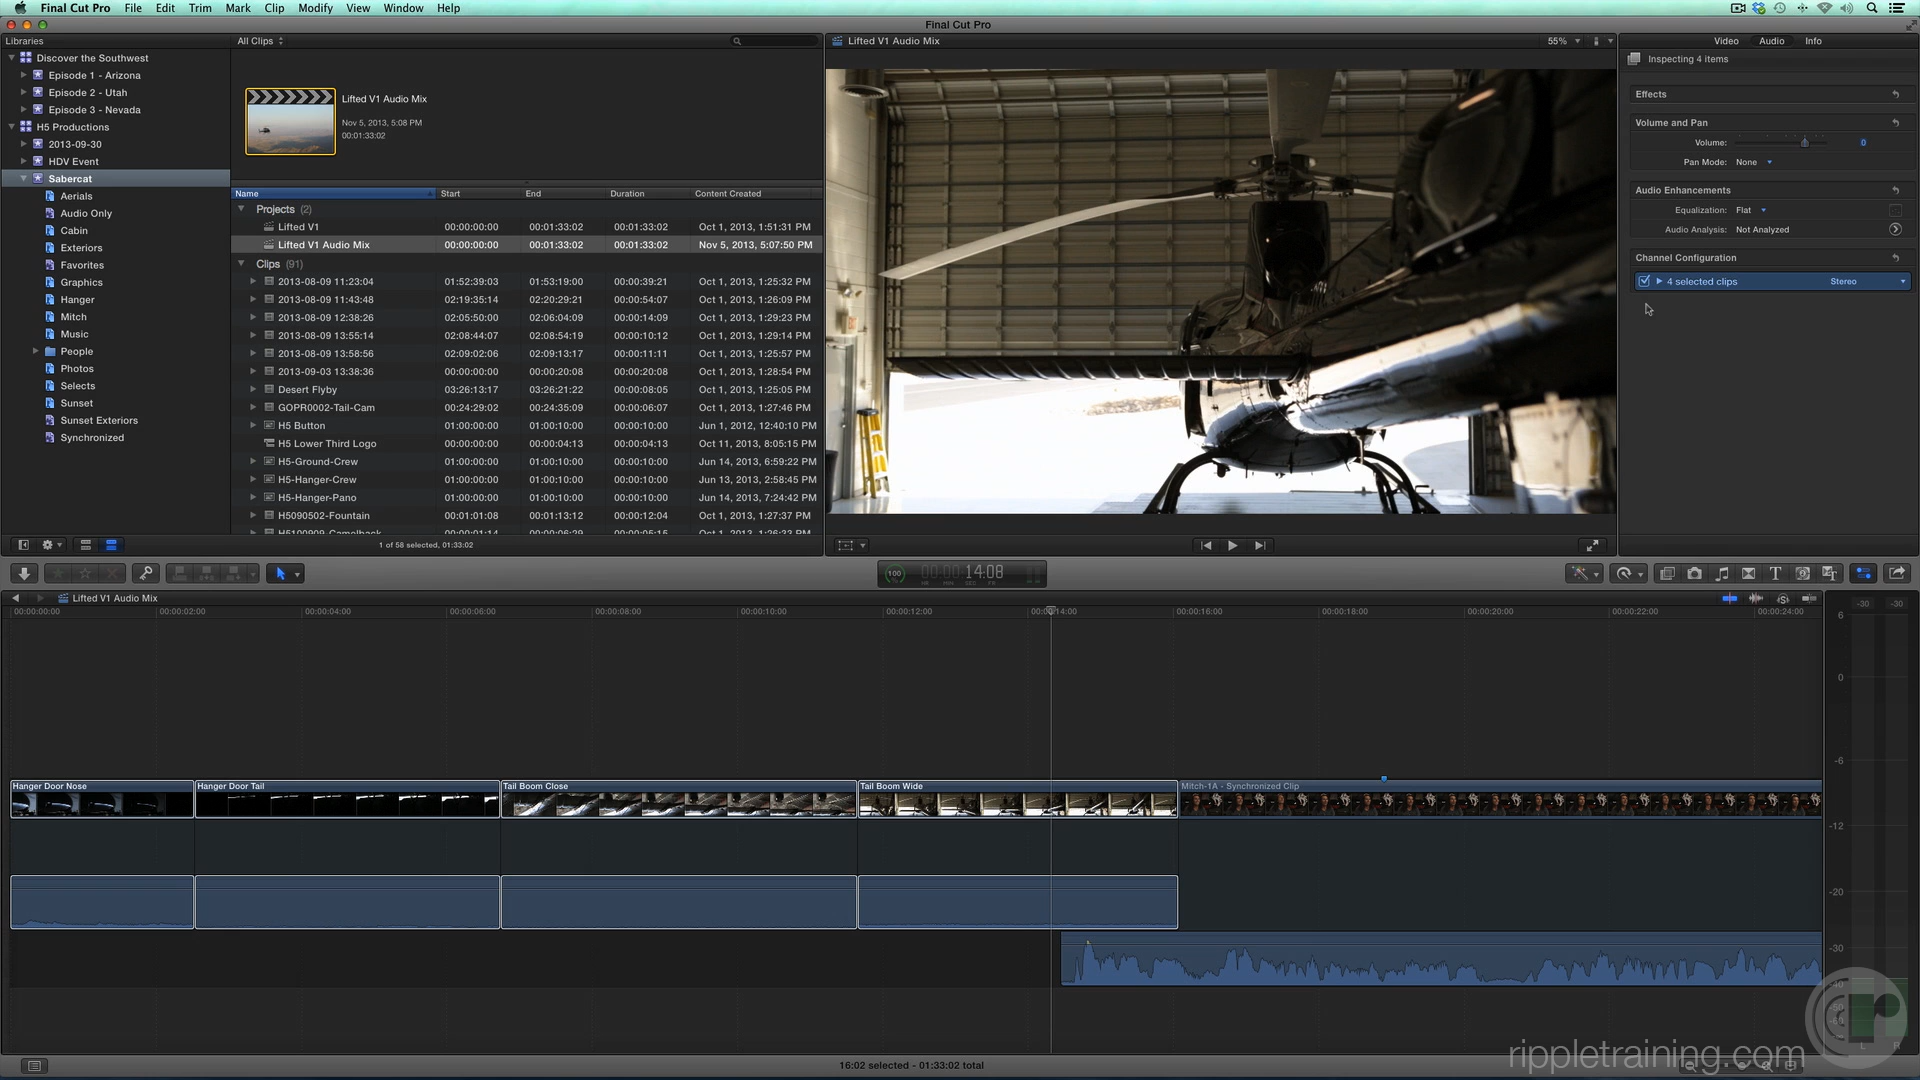 Final Cut Pro File Edit Trim Mark Clip Modify View Window Help
Final Cut Pro
Libraries
Discover the Southwest
Episode 1 - Arizona
Episode 2 - Utah
Episode 3 - Nevada
H5 Productions
2013-09-30
HDV Event
Sabercat
Aerials
Audio Only
Cabin
Exteriors
Favorites
Graphics
Hanger
Mitch
Music
People
Photos
Selects
Sunset
Sunset Exteriors
Synchronized
All Clips
Lifted V1 Audio Mix
Nov 5, 2013, 5:08 PM
00:01:33:02
Name Start End Duration Content Created
Projects (2)
Lifted V1 00:00:00:00 00:01:33:02 00:01:33:02 Oct 1, 2013, 1:51:31 PM
Lifted V1 Audio Mix 00:00:00:00 00:01:33:02 00:01:33:02 Nov 5, 2013, 5:07:50 PM
Clips (91)
2013-08-09 11:23:04 01:52:39:03 01:53:19:00 00:00:39:21 Oct 1, 2013, 1:25:32 PM
2013-08-09 11:43:48 02:19:35:14 02:20:29:21 00:00:54:07 Oct 1, 2013, 1:26:09 PM
2013-08-09 12:38:26 02:05:50:00 02:06:04:09 00:00:14:09 Oct 1, 2013, 1:29:23 PM
2013-08-09 13:55:14 02:08:44:07 02:08:54:19 00:00:10:12 Oct 1, 2013, 1:29:14 PM
2013-08-09 13:58:56 02:09:02:06 02:09:13:17 00:00:11:11 Oct 1, 2013, 1:25:57 PM
2013-09-03 13:38:36 00:00:00:00 00:00:20:08 00:00:20:08 Oct 1, 2013, 1:28:54 PM
Desert Flyby 03:26:13:17 03:26:21:22 00:00:08:05 Oct 1, 2013, 1:25:05 PM
GOPR0002-Tail-Cam 00:24:29:02 00:24:35:09 00:00:06:07 Oct 1, 2013, 1:27:46 PM
H5 Button 01:00:00:00 01:00:10:00 00:00:10:00 Jun 1, 2012, 12:40:10 PM
H5 Lower Third Logo 00:00:00:00 00:00:04:13 00:00:04:13 Oct 11, 2013, 8:05:15 PM
H5-Ground-Crew 01:00:00:00 01:00:10:00 00:00:10:00 Jun 14, 2013, 6:59:22 PM
H5-Hanger-Crew 01:00:00:00 01:00:10:00 00:00:10:00 Jun 13, 2013, 2:58:45 PM
H5-Hanger-Pano 01:00:00:00 01:00:10:00 00:00:10:00 Jun 14, 2013, 7:24:42 PM
H5090502-Fountain 00:01:01:08 00:01:13:12 00:00:12:04 Oct 1, 2013, 1:27:37 PM
1 of 58 selected, 01:33:02
Lifted V1 Audio Mix 55%
Video Audio Info
Inspecting 4 items
Effects
Volume and Pan
Volume: 0
Pan Mode: None
Audio Enhancements
Equalization: Flat
Audio Analysis: Not Analyzed
Channel Configuration
4 selected clips Stereo
100 14:08
Lifted V1 Audio Mix
00:00:00:00 00:00:02:00 00:00:04:00 00:00:06:00 00:00:08:00 00:00:10:00 00:00:12:00 00:00:14:00 00:00:16:00 00:00:18:00 00:00:20:00 00:00:22:00 00:00:24:00
-30 -30
6
0
-6
-12
-20
-30
Hanger Door Nose Hanger Door Tail Tail Boom Close Tail Boom Wide Mitch-1A - Synchronized Clip
16:02 selected - 01:33:02 total
L R
rippletraining.com